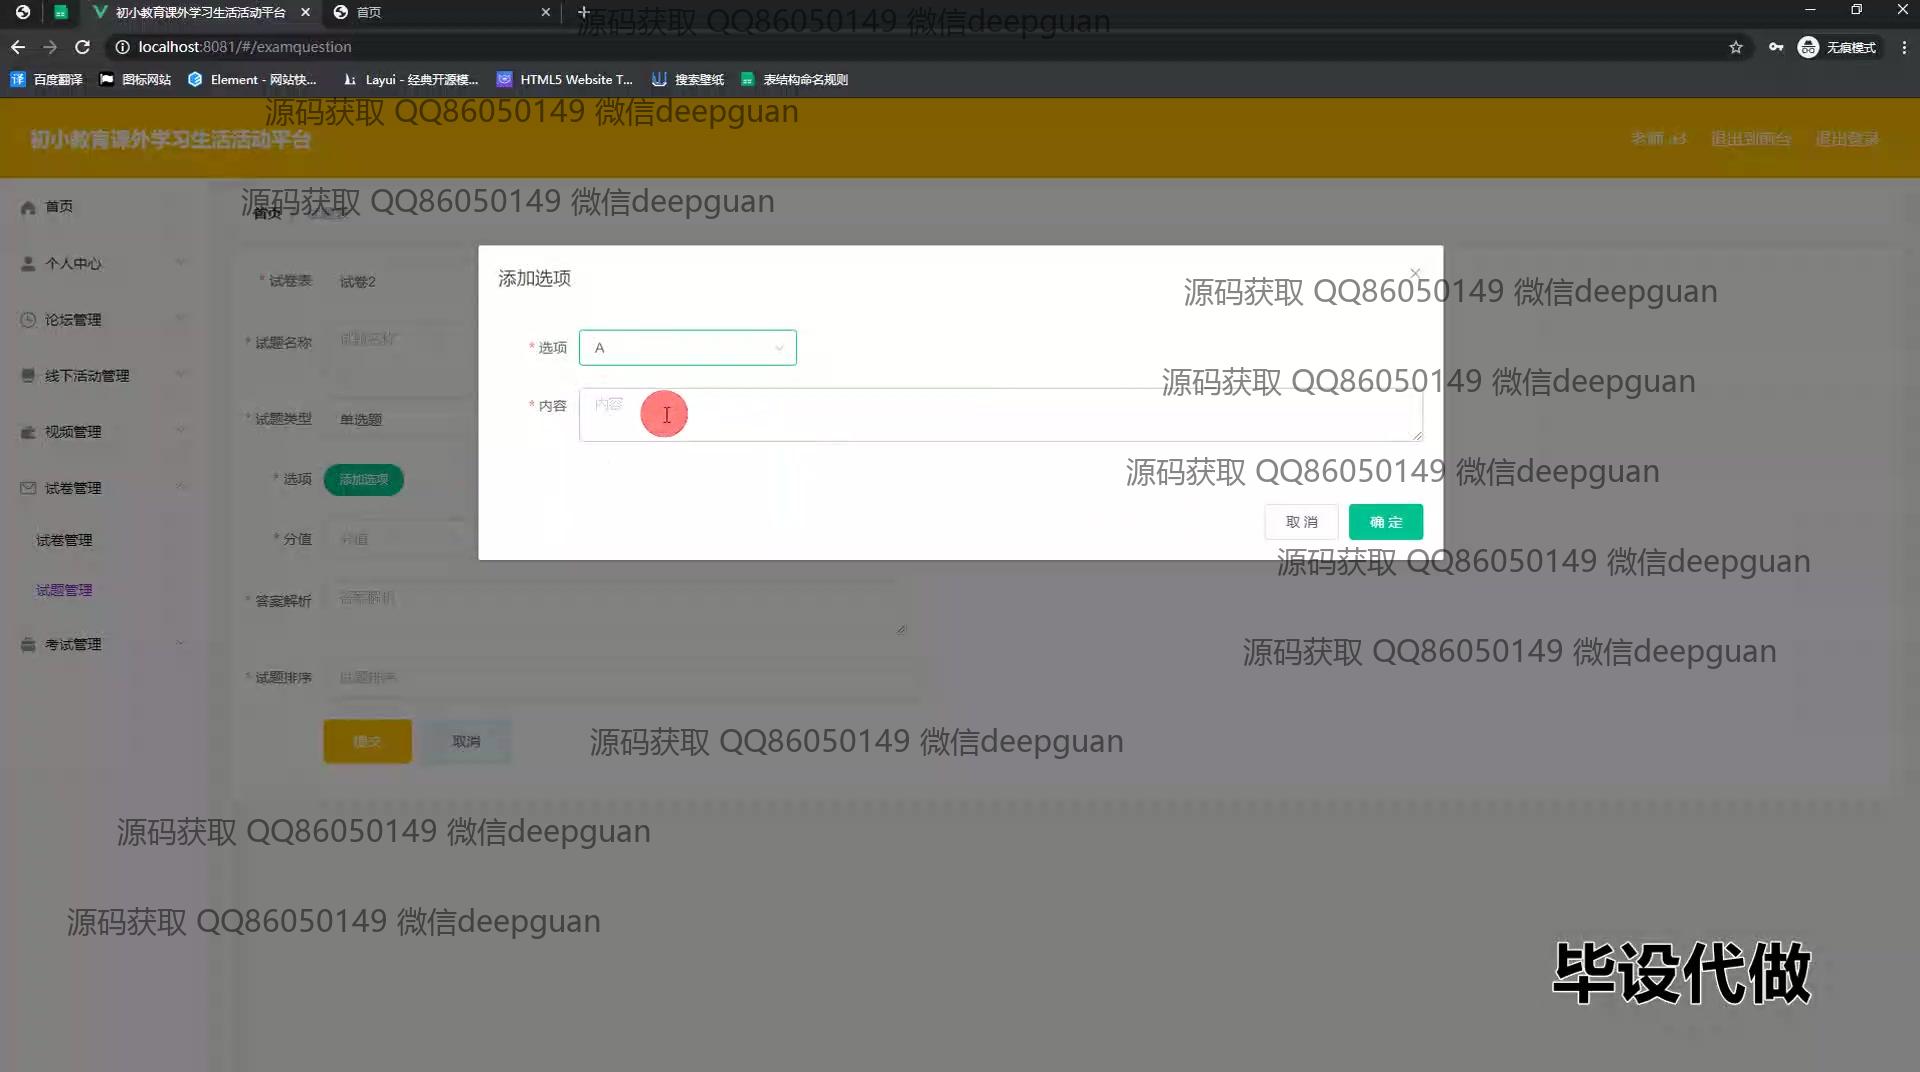 初小教育课外学习生活活动平台
首页
源码获取 QQ86050149 微信deepguan
localhost:8081/#/examquestion
无痕模式
百度翻译
图标网站
Element - 网站快...
Layui - 经典开源模...
HTML5 Website T...
搜索壁纸
表结构命名规则
源码获取 QQ86050149 微信deepguan
初小教育课外学习生活活动平台
退出到前台
退出登录
源码获取 QQ86050149 微信deepguan
首页
首页
个人中心
论坛管理
线下活动管理
视频管理
试卷管理
试卷管理
试题管理
考试管理
* 试卷表 试卷2
* 试题名称 试题名称
* 试题类型 单选题
* 选项 添加选项
* 分值 分值
* 答案解析 答案解析
* 试题排序 试题排序
提交
取消
添加选项
源码获取 QQ86050149 微信deepguan
* 选项 A
源码获取 QQ86050149 微信deepguan
* 内容 内容
源码获取 QQ86050149 微信deepguan
取 消
确 定
源码获取 QQ86050149 微信deepguan
源码获取 QQ86050149 微信deepguan
源码获取 QQ86050149 微信deepguan
源码获取 QQ86050149 微信deepguan
源码获取 QQ86050149 微信deepguan
毕设代做